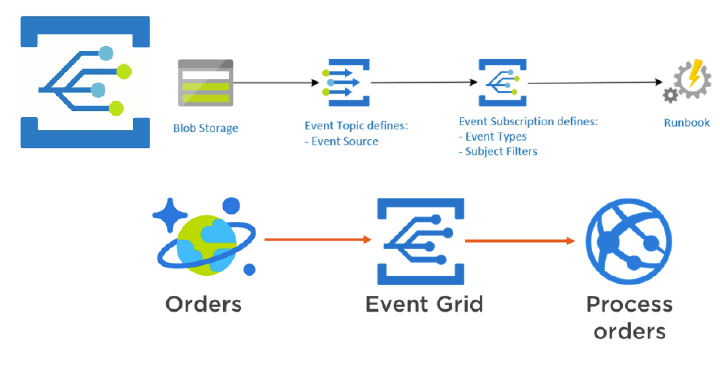 Blob Storage
Event Topic defines:
- Event Source
Event Subscription defines:
- Event Types
- Subject Filters
Runbook
Orders
Event Grid
Process
orders